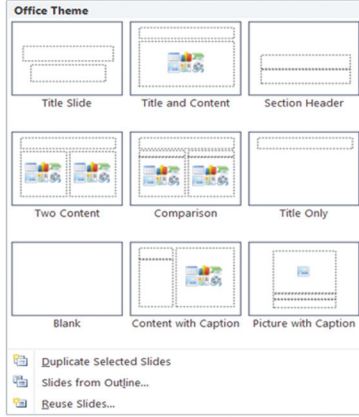 Office Theme
Title Slide
Title and Content
Section Header
Two Content
Comparison
Title Only
Blank
Content with Caption
Picture with Caption
Duplicate Selected Slides
Slides from Outline...
Reuse Slides...